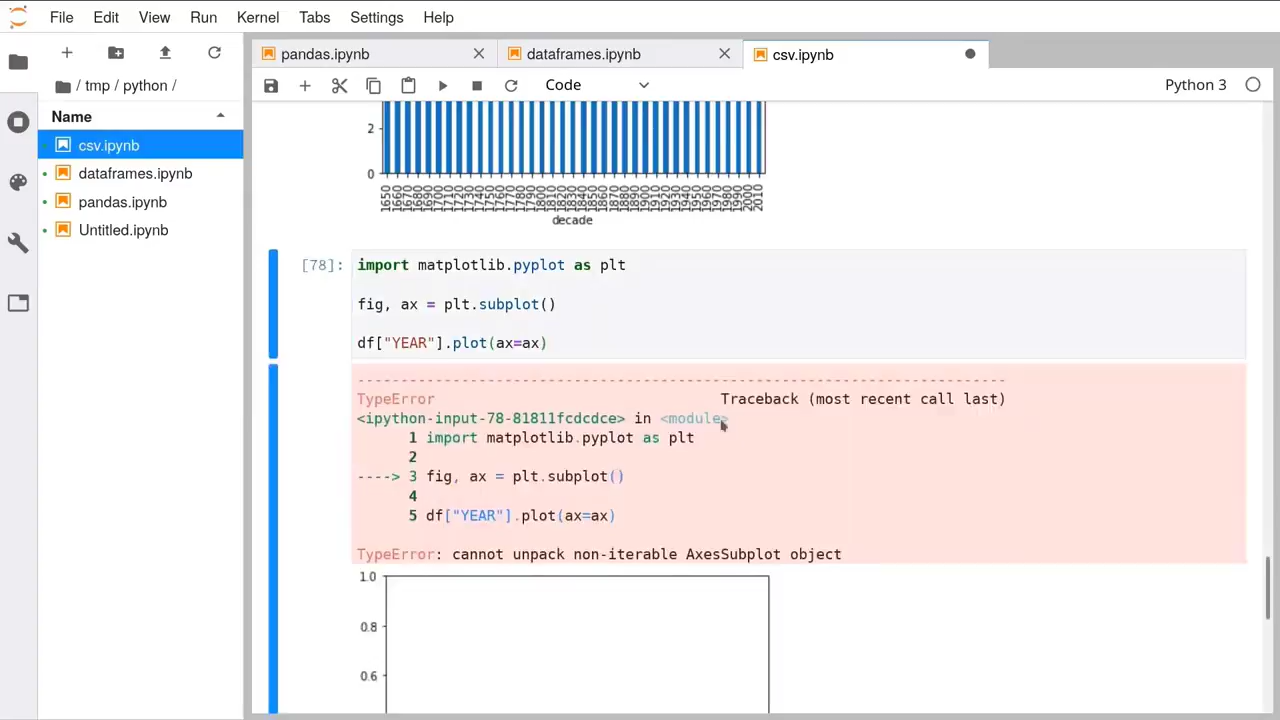 File Edit View Run Kernel Tabs Settings Help
pandas.ipynb
dataframes.ipynb
csv.ipynb
Code
Python 3
/ tmp / python /
Name
csv.ipynb
dataframes.ipynb
pandas.ipynb
Untitled.ipynb
2
0
1650 1660 1670 1680 1690 1700 1710 1720 1730 1740 1750 1760 1770 1780 1790 1800 1810 1820 1830 1840 1850 1860 1870 1880 1890 1900 1910 1920 1930 1940 1950 1960 1970 1980 1990 2000 2010
decade
[78]:
import matplotlib.pyplot as plt
fig, ax = plt.subplot()
df["YEAR"].plot(ax=ax)
---------------------------------------------------------------------------
TypeError Traceback (most recent call last)
<ipython-input-78-81811fcdcdce> in <module>
1 import matplotlib.pyplot as plt
2
----> 3 fig, ax = plt.subplot()
4
5 df["YEAR"].plot(ax=ax)
TypeError: cannot unpack non-iterable AxesSubplot object
1.0
0.8
0.6